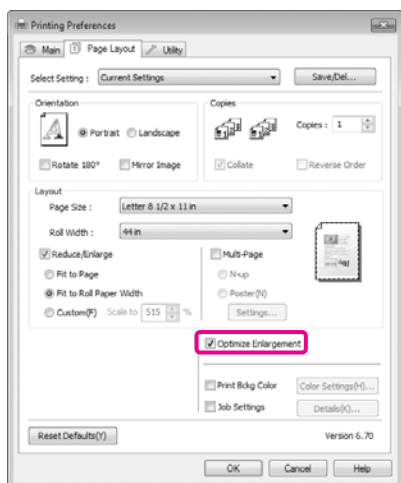 Printing Preferences
Main Page Layout Utility
Select Setting : Current Settings Save/Del...
Orientation Copies
Portrait Landscape Copies : 1
Rotate 180° Mirror Image Collate Reverse Order
Layout
Page Size : Letter 8 1/2 x 11 in
Roll Width : 44 in
Reduce/Enlarge Multi-Page
Fit to Page N-up
Fit to Roll Paper Width Poster(N)
Custom(F) Scale to 515 % Settings...
Optimize Enlargement
Print Bckg Color Color Settings(H)...
Job Settings Details(K)...
Reset Defaults(Y) Version 6.70
OK Cancel Help